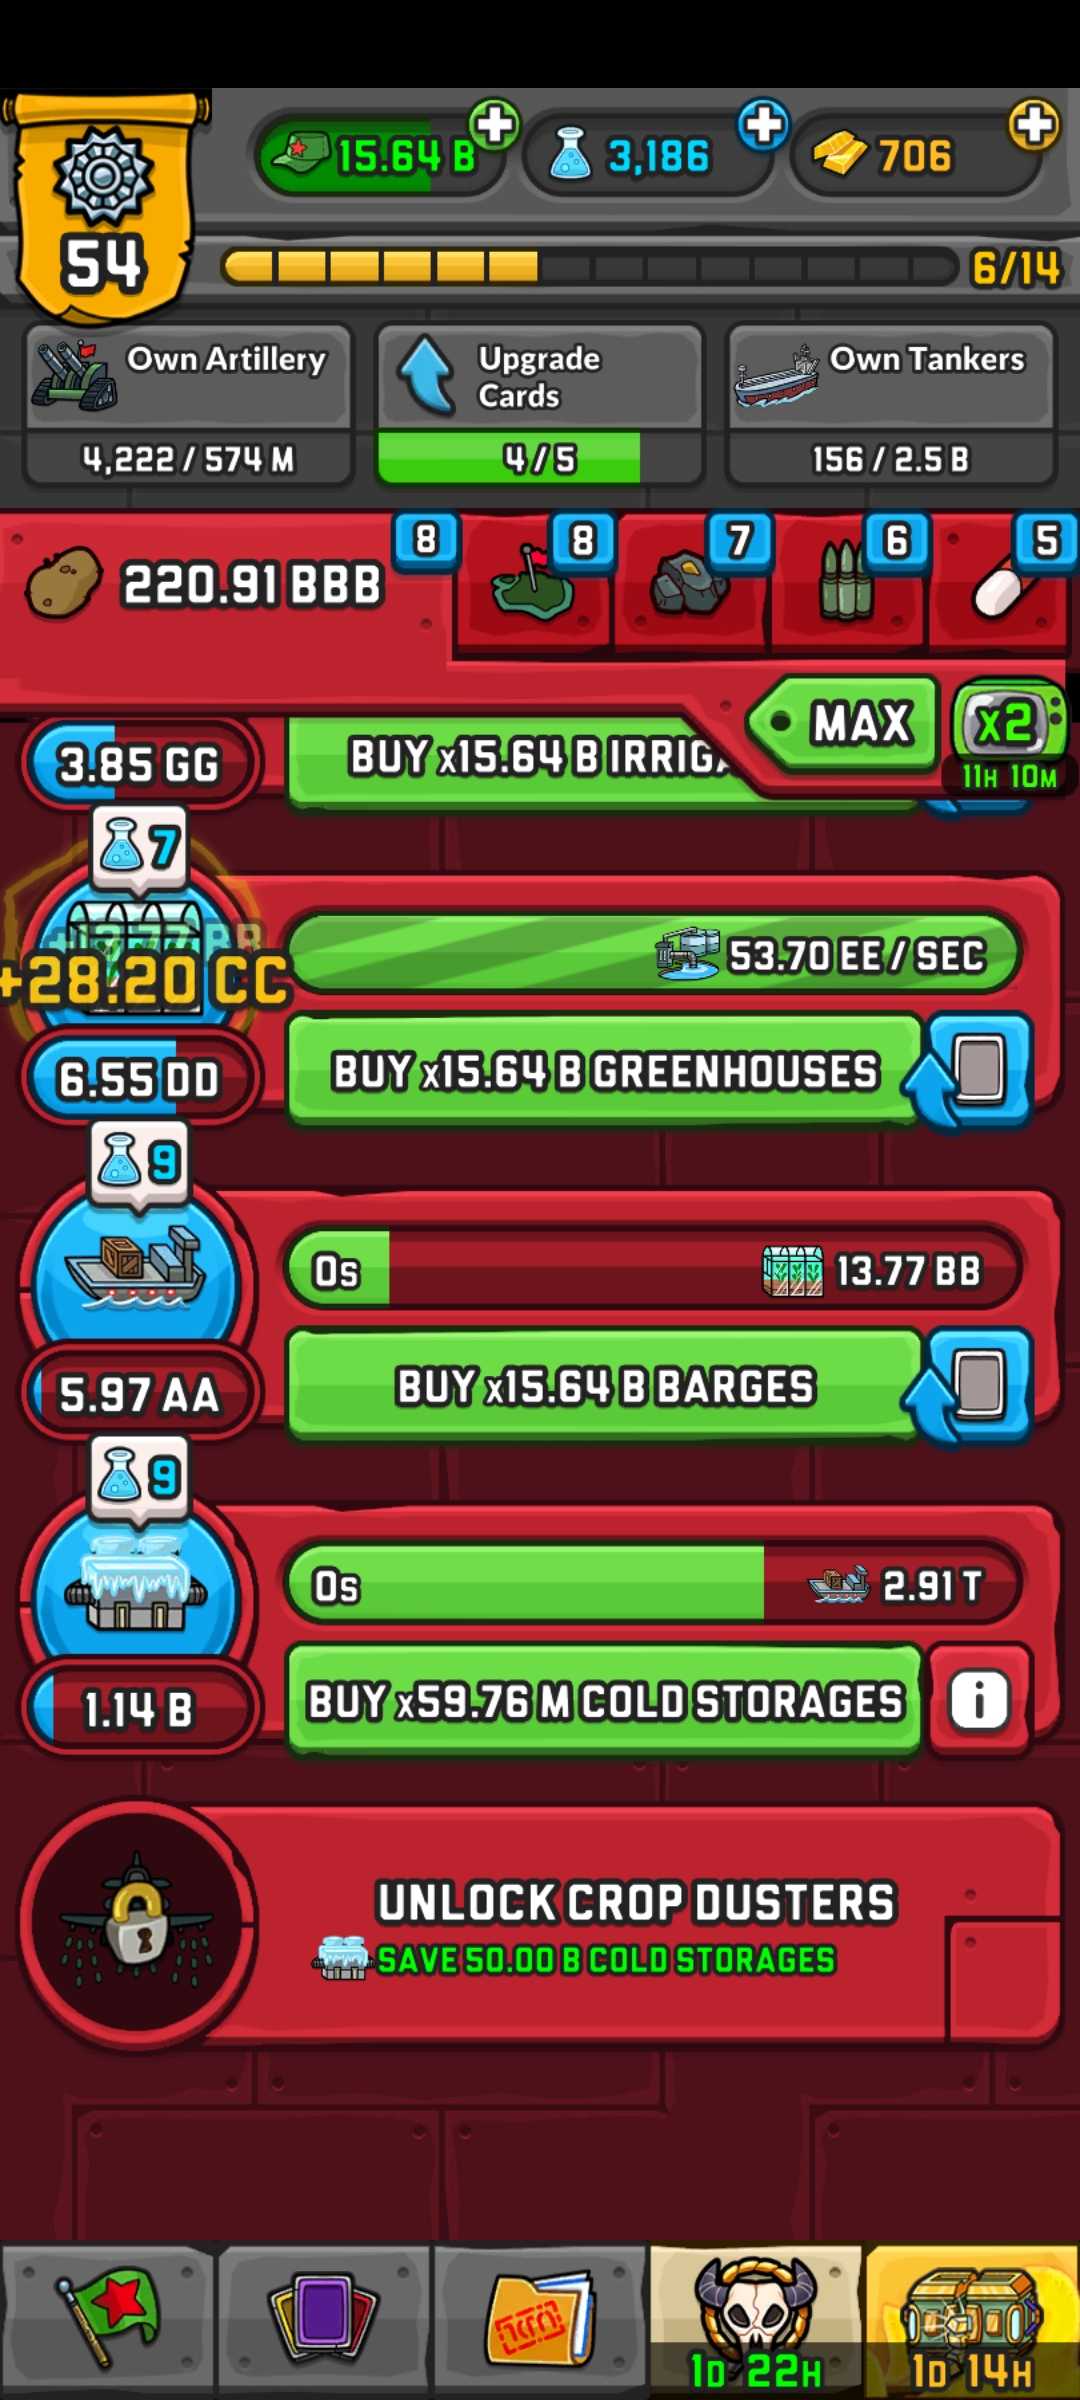 15.64 B
3,186
706
54
6/14
Own Artillery
4,222 / 574 M
Upgrade
Cards
4 / 5
Own Tankers
156 / 2.5 B
220.91 BBB
8
8
7
6
5
MAX
x2
11H 10M
3.85 GG
BUY x15.64 B
7
+28.20 CC
53.70 EE / SEC
6.55 DD
BUY x15.64 B GREENHOUSES
9
0s
13.77 BB
5.97 AA
BUY x15.64 B BARGES
9
0s
2.91 T
1.14 B
BUY x59.76 M COLD STORAGES
i
UNLOCK CROP DUSTERS
SAVE 50.00 B COLD STORAGES
1D 22H
1D 14H